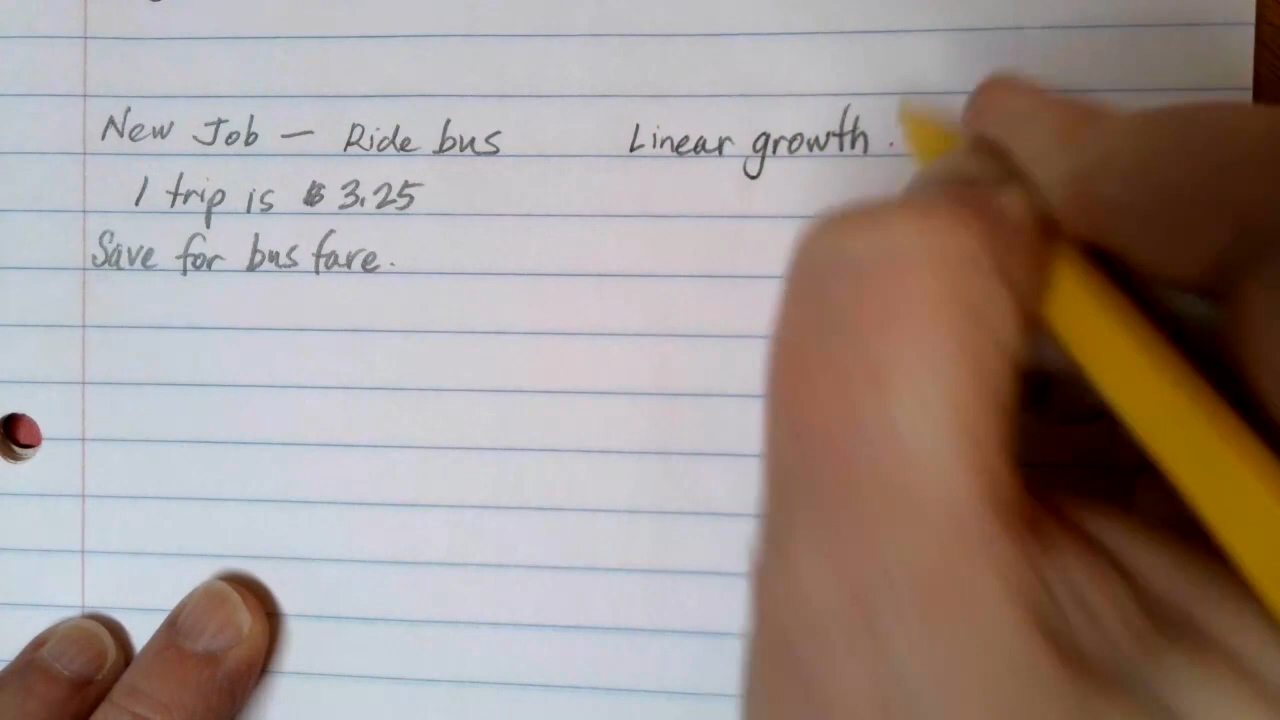 New Job — Ride bus Linear growth.
1 trip is $3.25
Save for bus fare.